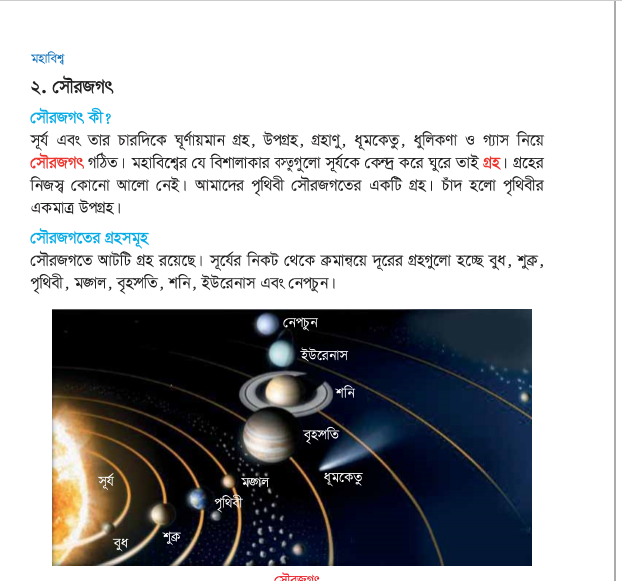 মহাবিশ্ব
২. সৌরজগৎ
সৌরজগৎ কী?
সূর্য এবং তার চারদিকে ঘূর্ণায়মান গ্রহ, উপগ্রহ, গ্রহাণু, ধূমকেতু, ধূলিকণা ও গ্যাস নিয়ে
সৌরজগৎ গঠিত। মহাবিশ্বের যে বিশালাকার বস্তুগুলো সূর্যকে কেন্দ্র করে ঘুরে তাই গ্রহ। গ্রহের
নিজস্ব কোনো আলো নেই। আমাদের পৃথিবী সৌরজগতের একটি গ্রহ। চাঁদ হলো পৃথিবীর
একমাত্র উপগ্রহ।
সৌরজগতের গ্রহসমূহ
সৌরজগতে আটটি গ্রহ রয়েছে। সূর্যের নিকট থেকে ক্রমান্বয়ে দূরের গ্রহগুলো হচ্ছে বুধ, শুক্র,
পৃথিবী, মঙ্গল, বৃহস্পতি, শনি, ইউরেনাস এবং নেপচুন।
নেপচুন
ইউরেনাস
শনি
বৃহস্পতি
ধূমকেতু
মঙ্গল
সূর্য
পৃথিবী
শুক্র
বুধ
সৌরজগৎ